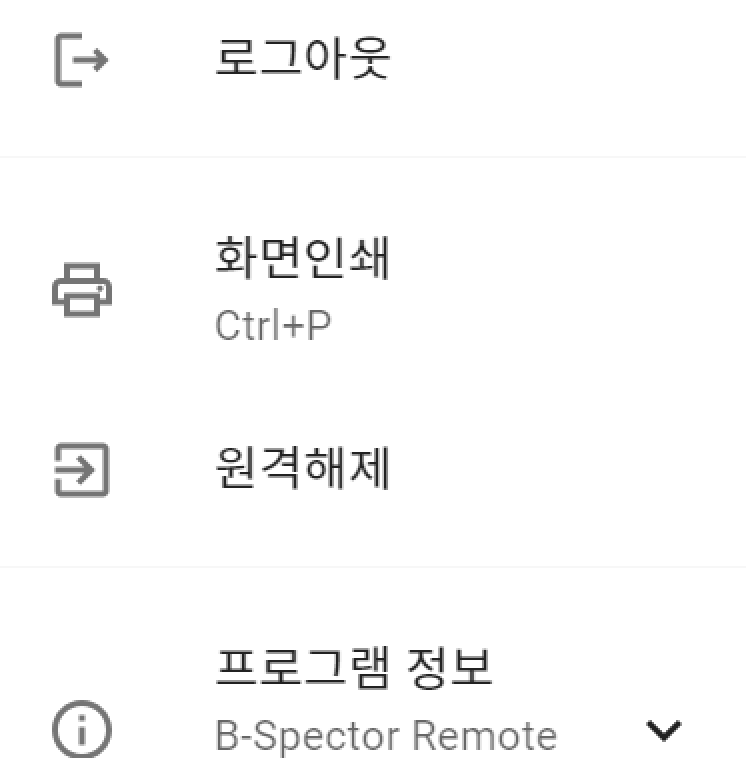 로그아웃
화면인쇄
Ctrl+P
원격해제
프로그램 정보
B-Spector Remote